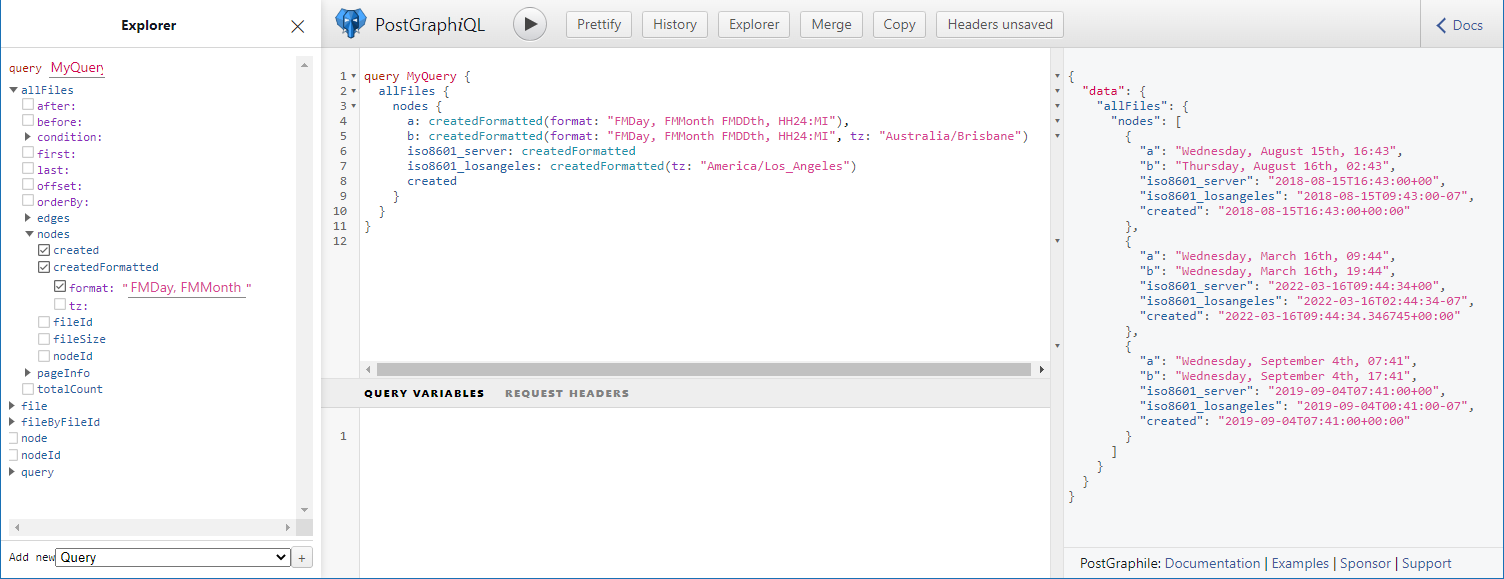 Explorer
query MyQuery
allFiles
after:
before:
condition:
first:
last:
offset:
orderBy:
edges
nodes
created
createdFormatted
format: "FMDay, FMMonth "
tz:
fileId
fileSize
nodeId
pageInfo
totalCount
file
fileByFileId
node
nodeId
query
Add new Query +
PostGraphiQL Prettify History Explorer Merge Copy Headers unsaved Docs
1 query MyQuery {
2 allFiles {
3 nodes {
4 a: createdFormatted(format: "FMDay, FMMonth FMDDth, HH24:MI"),
5 b: createdFormatted(format: "FMDay, FMMonth FMDDth, HH24:MI", tz: "Australia/Brisbane")
6 iso8601_server: createdFormatted
7 iso8601_losangeles: createdFormatted(tz: "America/Los_Angeles")
8 created
9 }
10 }
11 }
12
QUERY VARIABLES REQUEST HEADERS
1
{
"data": {
"allFiles": {
"nodes": [
{
"a": "Wednesday, August 15th, 16:43",
"b": "Thursday, August 16th, 02:43",
"iso8601_server": "2018-08-15T16:43:00+00",
"iso8601_losangeles": "2018-08-15T09:43:00-07",
"created": "2018-08-15T16:43:00+00:00"
},
{
"a": "Wednesday, March 16th, 09:44",
"b": "Wednesday, March 16th, 19:44",
"iso8601_server": "2022-03-16T09:44:34+00",
"iso8601_losangeles": "2022-03-16T02:44:34-07",
"created": "2022-03-16T09:44:34.346745+00:00"
},
{
"a": "Wednesday, September 4th, 07:41",
"b": "Wednesday, September 4th, 17:41",
"iso8601_server": "2019-09-04T07:41:00+00",
"iso8601_losangeles": "2019-09-04T00:41:00-07",
"created": "2019-09-04T07:41:00+00:00"
}
]
}
}
}
PostGraphile: Documentation | Examples | Sponsor | Support